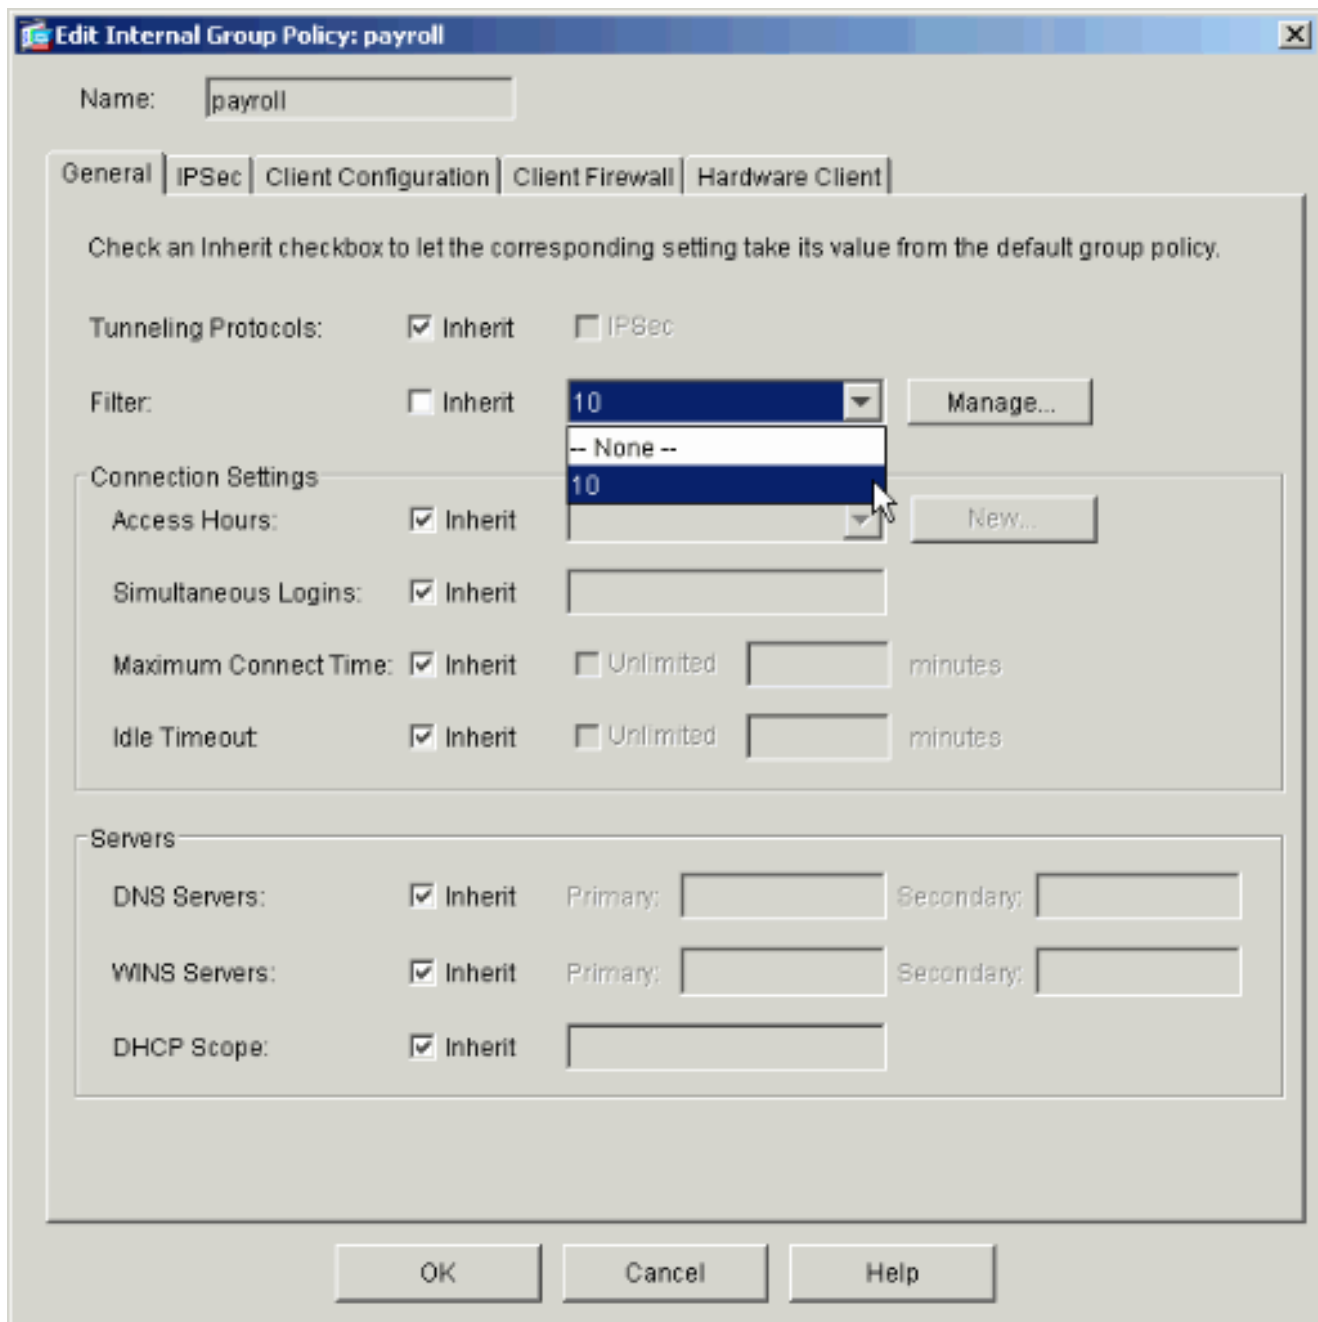 Edit Internal Group Policy: payroll
Name: payroll
General IPSec Client Configuration Client Firewall Hardware Client
Check an Inherit checkbox to let the corresponding setting take its value from the default group policy.
Tunneling Protocols: Inherit IPSec
Filter: Inherit 10 Manage...
-- None --
Connection Settings
10
Access Hours: Inherit New...
Simultaneous Logins: Inherit
Maximum Connect Time: Inherit Unlimited minutes
Idle Timeout: Inherit Unlimited minutes
Servers
DNS Servers: Inherit Primary: Secondary:
WINS Servers: Inherit Primary: Secondary:
DHCP Scope: Inherit
OK Cancel Help